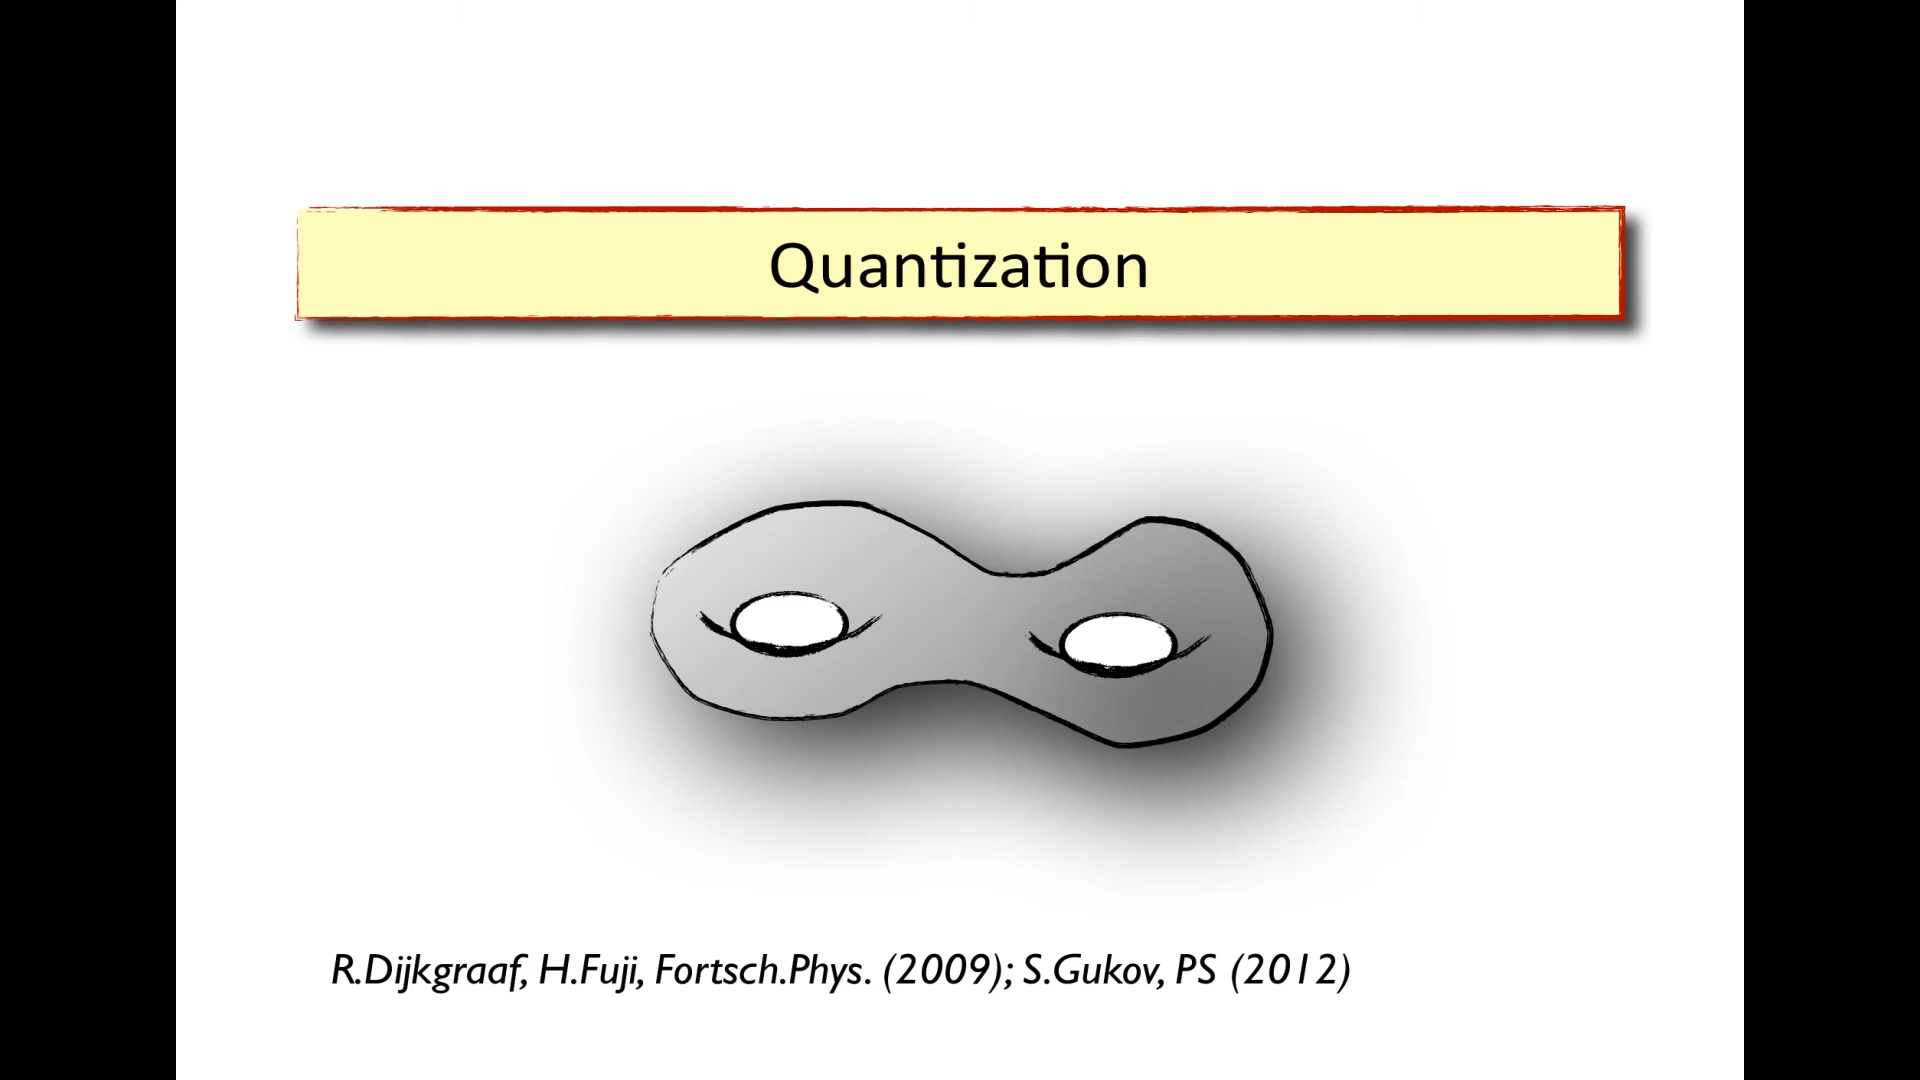 Quantization
R.Dijkgraaf, H.Fuji, Fortsch.Phys. (2009); S.Gukov, PS (2012)